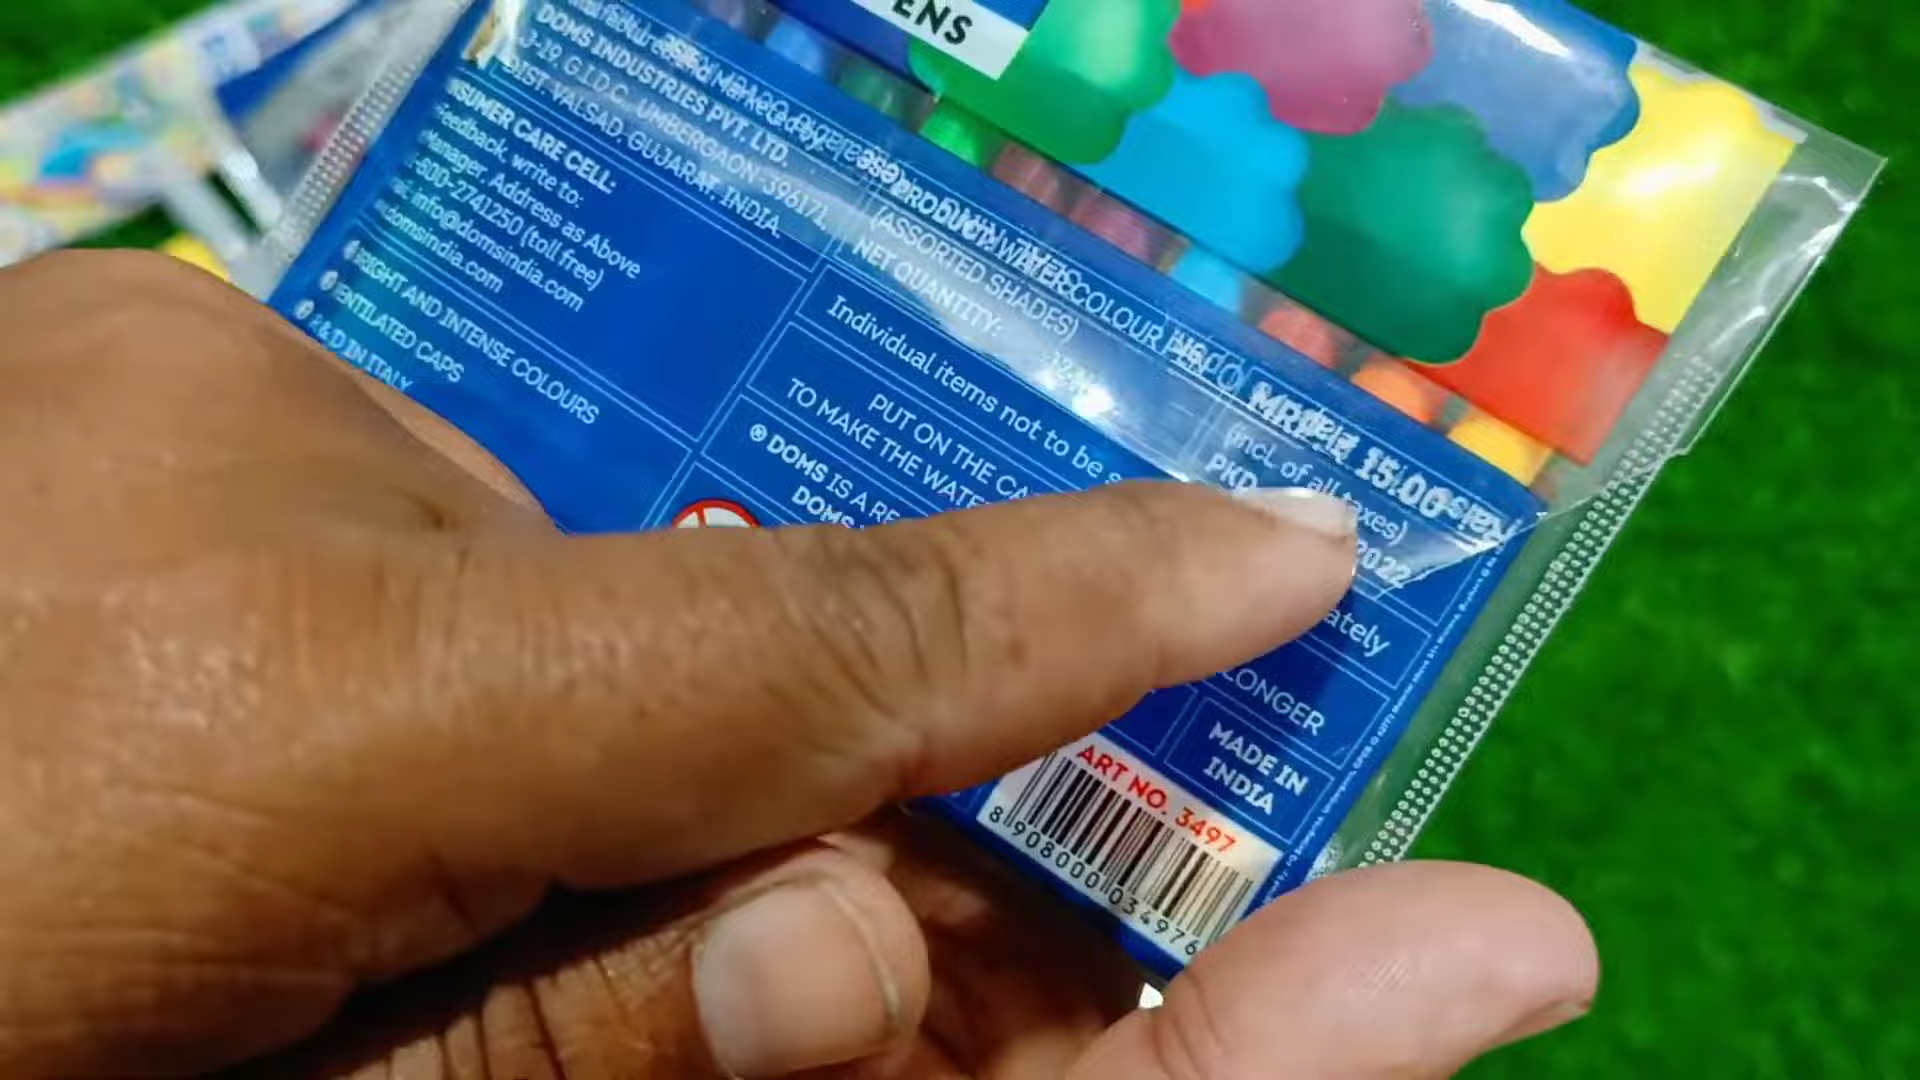 ENS
DOMS INDUSTRIES PVT. LTD.
J-19, G.I.D.C. UMBERGAON-396171,
DIST. VALSAD, GUJARAT, INDIA.
NSUMER CARE CELL:
Feedback, write to:
Manager, Address as Above
-800-2741250 (toll free)
info@domsindia.com
domsindia.com
BRIGHT AND INTENSE COLOURS
VENTILATED CAPS
R & D IN ITALY
PRODUCT: WATER COLOUR PEN
(ASSORTED SHADES)
NET QUANTITY:
MRP 15.00
(incl. of all taxes)
PKD
2022
Individual items not to be s
ately
PUT ON THE CA
TO MAKE THE WATE
LONGER
® DOMS IS A RE
DOMS
MADE IN
INDIA
ART NO. 3497
8 908000 034976